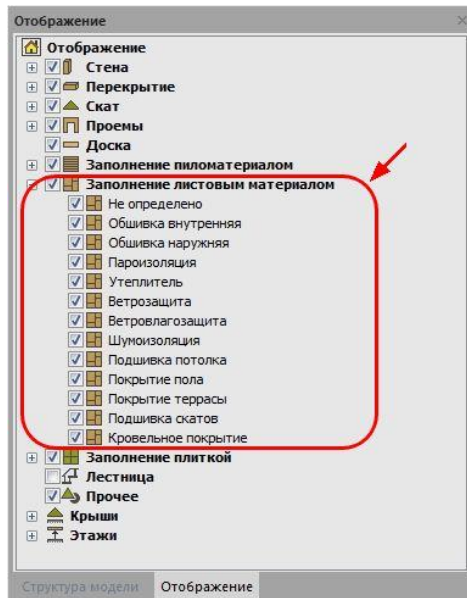 Отображение
Отображение
Стена
Перекрытие
Скат
Проемы
Доска
Заполнение пиломатериалом
Заполнение листовым материалом
Не определено
Обшивка внутренняя
Обшивка наружняя
Пароизоляция
Утеплитель
Ветрозащита
Ветровлагозащита
Шумоизоляция
Подшивка потолка
Покрытие пола
Покрытие террасы
Подшивка скатов
Кровельное покрытие
Заполнение плиткой
Лестница
Прочее
Крыши
Этажи
Структура модели Отображение